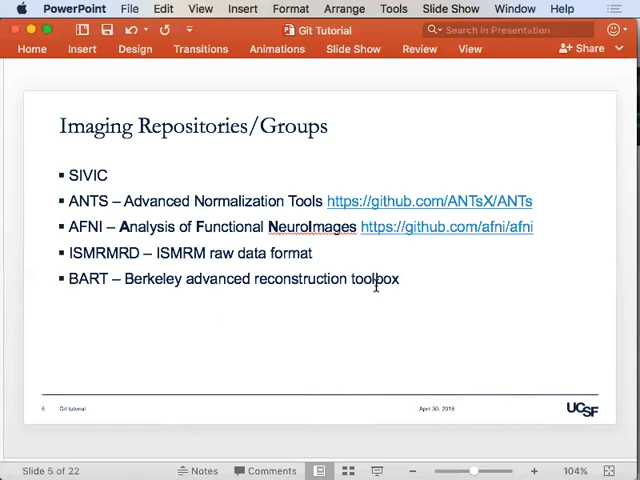 PowerPoint File Edit View Insert Format Arrange Tools Slide Show Window Help
Git Tutorial
Search in Presentation
Home Insert Design Transitions Animations Slide Show Review View Share
Imaging Repositories/Groups
▪ SIVIC
▪ ANTS – Advanced Normalization Tools https://github.com/ANTsX/ANTs
▪ AFNI – Analysis of Functional NeuroImages https://github.com/afni/afni
▪ ISMRMRD – ISMRM raw data format
▪ BART – Berkeley advanced reconstruction toolbox
5 Git tutorial April 30, 2018 UCSF
Slide 5 of 22 Notes Comments 104%